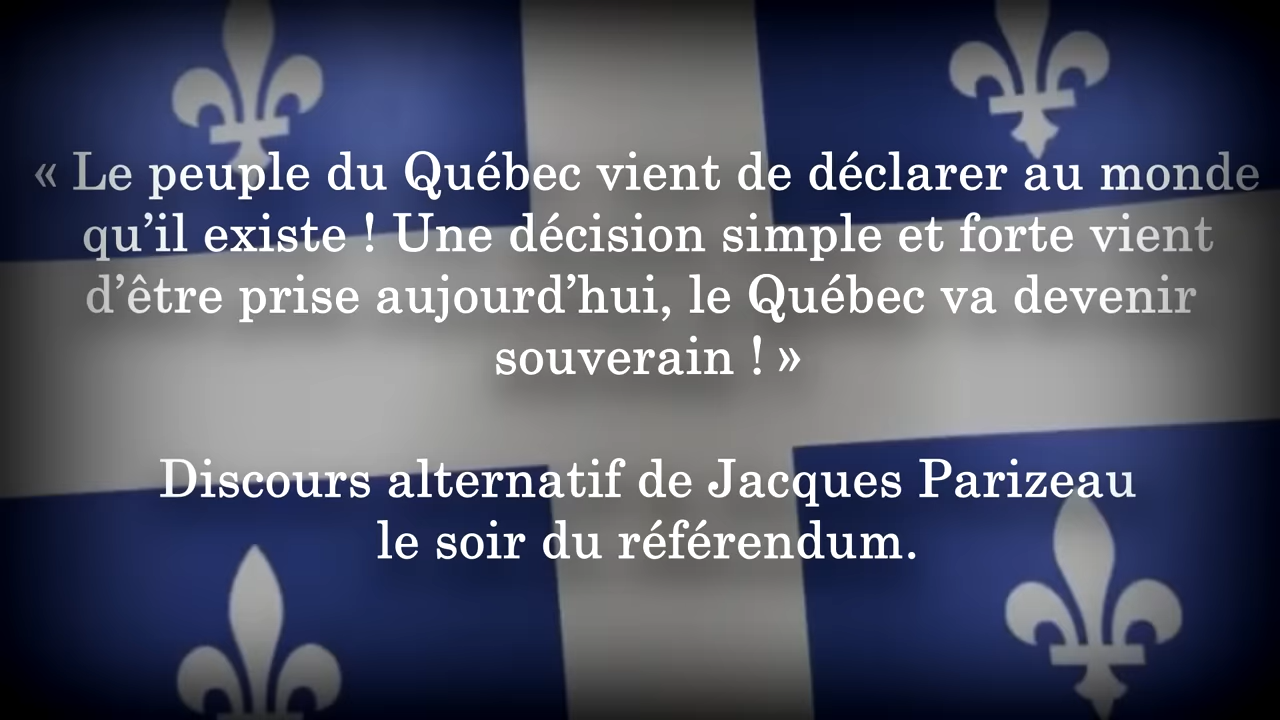 « Le peuple du Québec vient de déclarer au monde
qu’il existe ! Une décision simple et forte vient
d’être prise aujourd’hui, le Québec va devenir
souverain ! »
Discours alternatif de Jacques Parizeau
le soir du référendum.